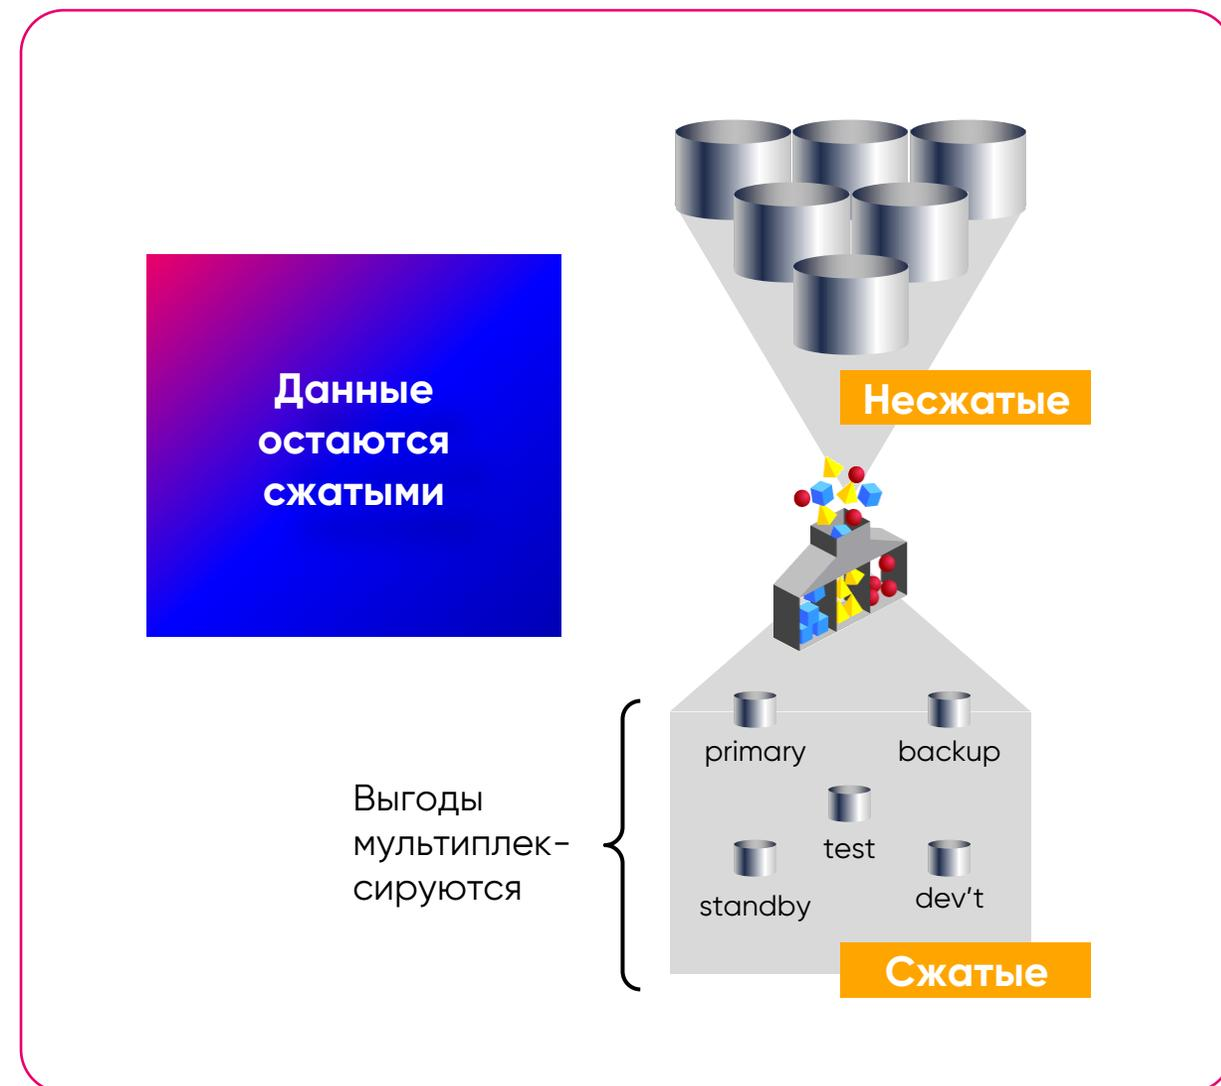 Данные
остаются
сжатыми
Несжатые
primary
backup
Выгоды
мультиплек-
сируются
test
standby
dev’t
Сжатые